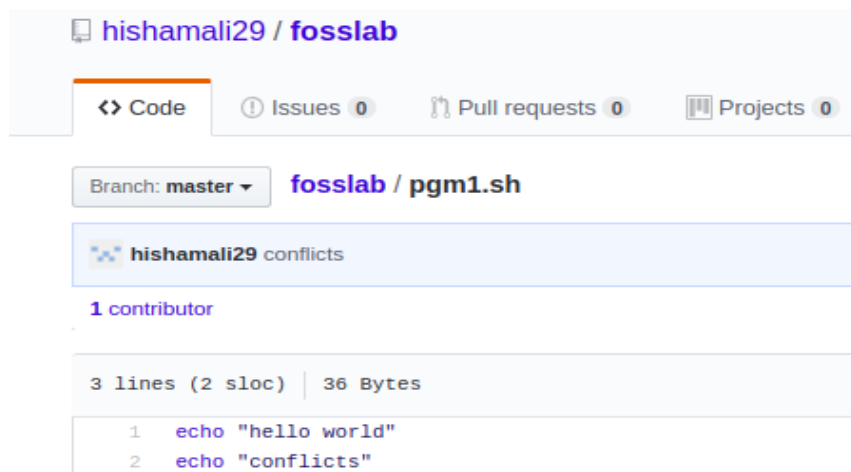 hishamali29 / fosslab
<> Code Issues 0 Pull requests 0 Projects 0
Branch: master fosslab / pgm1.sh
hishamali29 conflicts
1 contributor
3 lines (2 sloc) 36 Bytes
1 echo "hello world"
2 echo "conflicts"